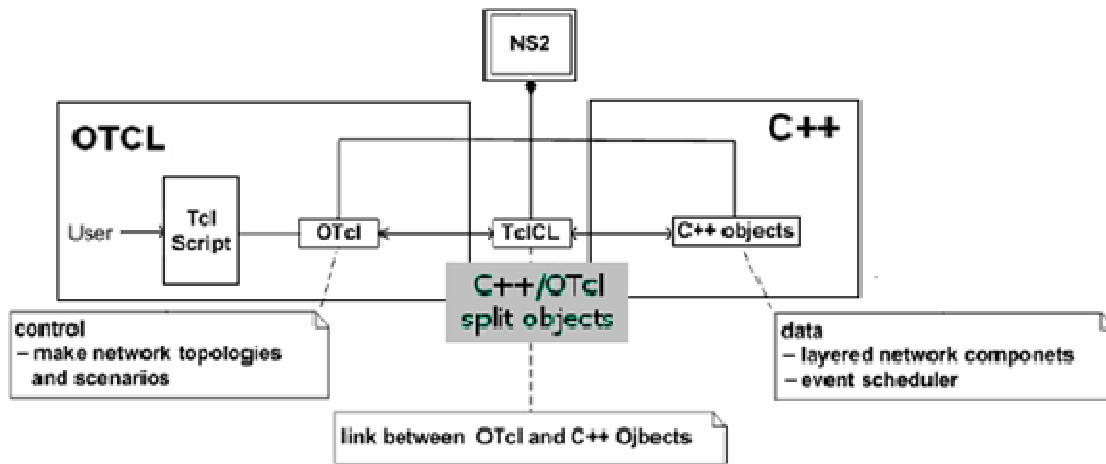 NS2
OTCL
C++
User
Tcl
Script
OTcl
TclCL
C++ objects
C++/OTcl
split objects
control
– make network topologies
and scenarios
data
– layered network componets
– event scheduler
link between OTcl and C++ Ojbects